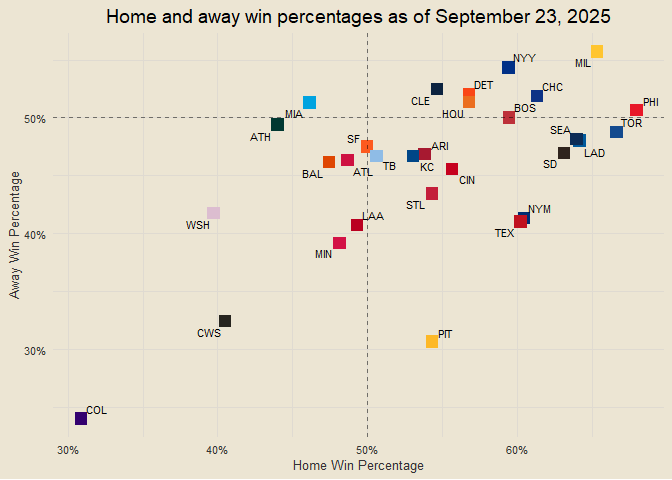 Home and away win percentages as of September 23, 2025
NYY
MIL
DET
CHC
CLE
PHI
HOU
BOS
MIA
50%
TOR
SEA
ATH
SF
ARI
LAD
BAL
ATL
TB
KC
SD
CIN
STL
NYM
WSH
LAA
TEX
40%
MIN
CWS
PIT
30%
COL
30%
40%
50%
60%
Home Win Percentage
Away Win Percentage